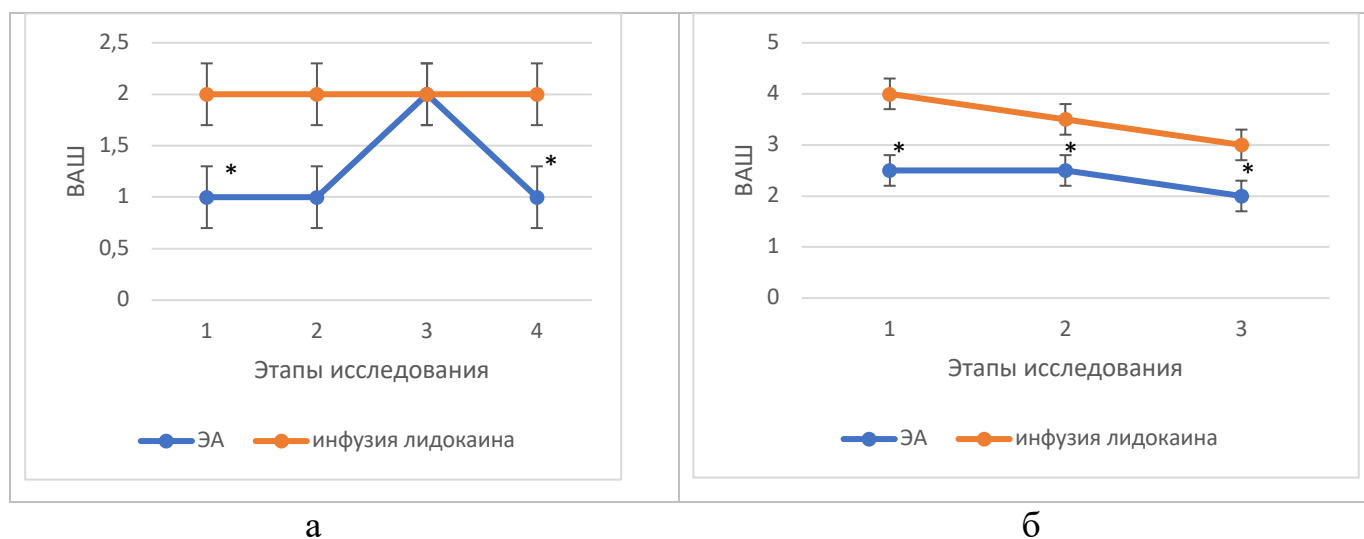 2,5
2
1,5
1
0,5
0
ВАШ
*
*
1 2 3 4
Этапы исследования
ЭА инфузия лидокаина
а
5
4
3
2
1
0
ВАШ
*
*
*
1 2 3
Этапы исследования
ЭА инфузия лидокаина
б